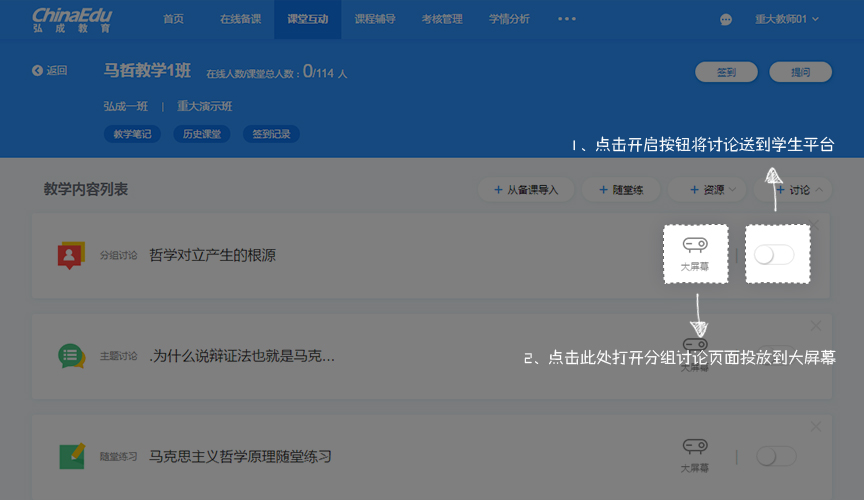 ChinaEdu
弘成教育
首页 在线备课 课堂互动 课程辅导 考核管理 学情分析 重大教师01
返回 马哲教学1班 在线人数/课堂总人数：0/114 人 签到 提问
弘成一班 | 重大演示班
教学笔记 历史课堂 签到记录
1、点击开启按钮将讨论送到学生平台
教学内容列表 + 从备课导入 + 随堂练 + 资源 + 讨论
分组讨论 哲学对立产生的根源
大屏幕
主题讨论 .为什么说辩证法也就是马克...
2、点击此处打开分组讨论页面投放到大屏幕
大屏幕
随堂练习 马克思主义哲学原理随堂练习
大屏幕